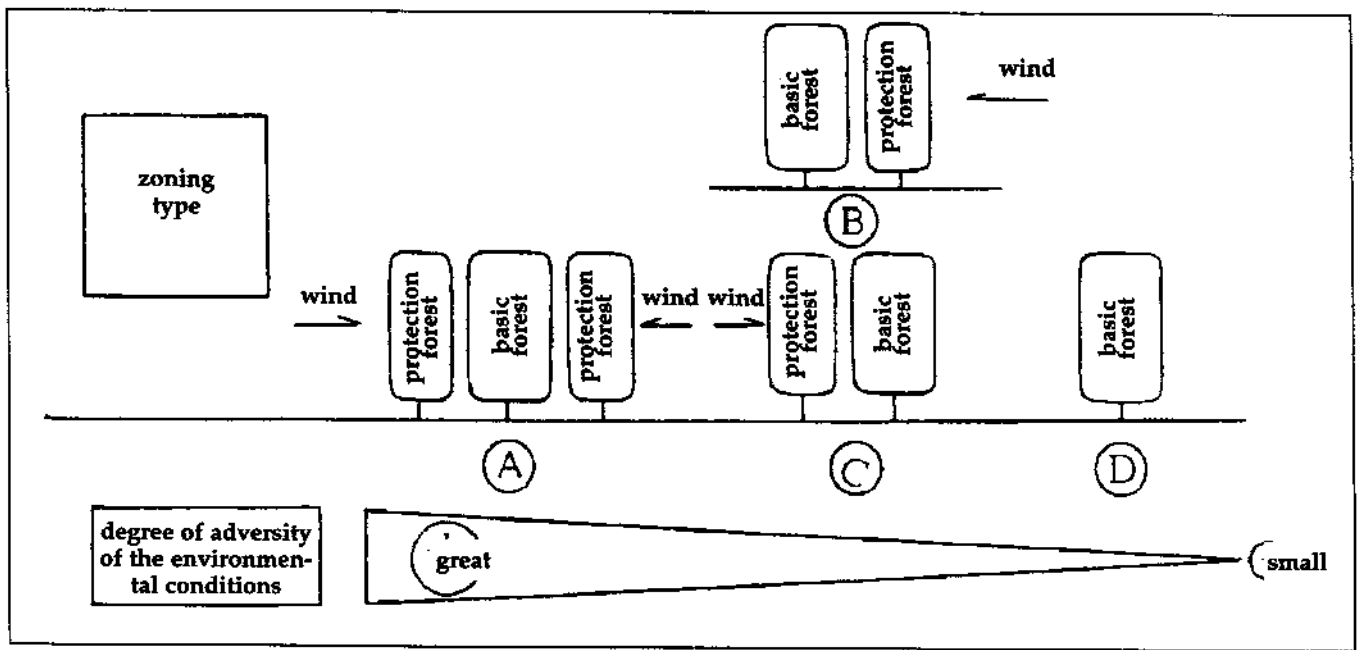 basic
forest
protection
forest
wind
zoning
type
B
wind
protection
forest
basic
forest
protection
forest
wind wind
protection
forest
basic
forest
basic
forest
A
C
D
degree of adversity
of the environmen-
tal conditions
great
small